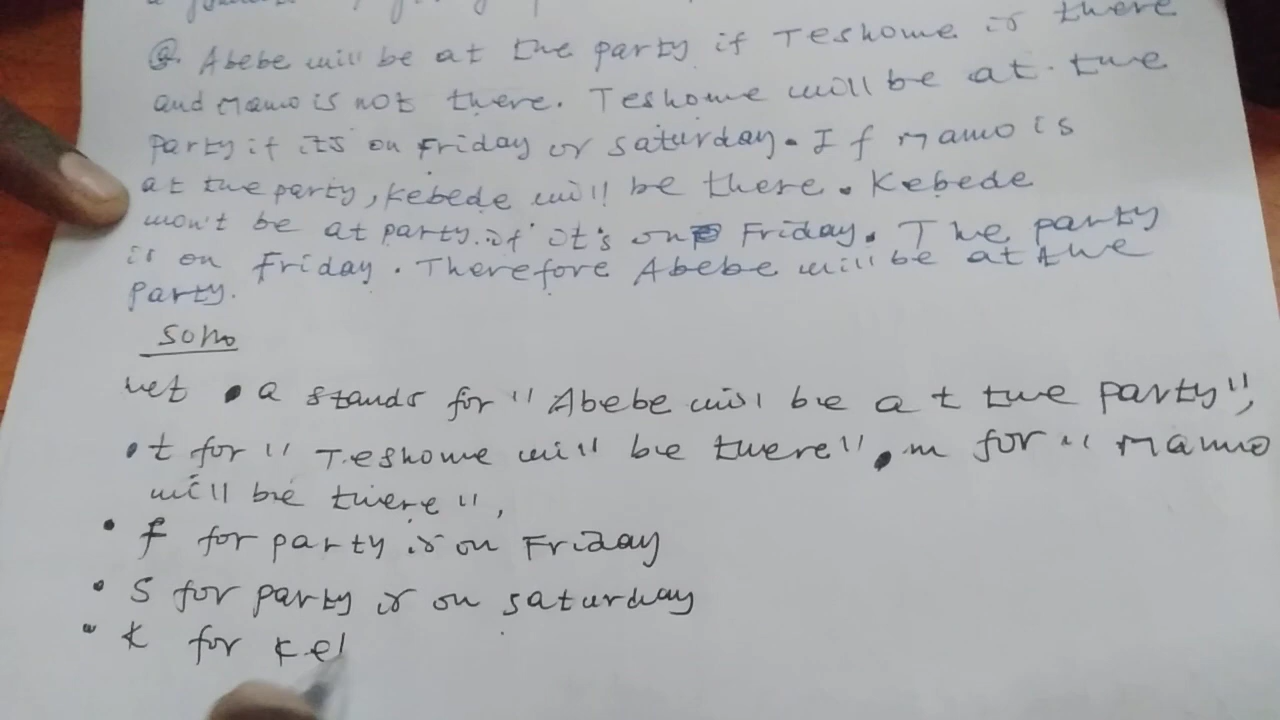 Abebe will be at the party if Teshome is there
and Mamo is not there. Teshome will be at the
party if its on Friday or Saturday. If Mamo is
at the party, Kebede will be there. Kebede
won't be at party. if it's on Friday. The party
is on Friday. Therefore Abebe will be at the
Party.
Soln
Let • a stands for "Abebe will be at the party",
• t for "Teshome will be there", m for "Mamo
will be there",
• f for party is on Friday
• S for party is on Saturday
• K for Keb